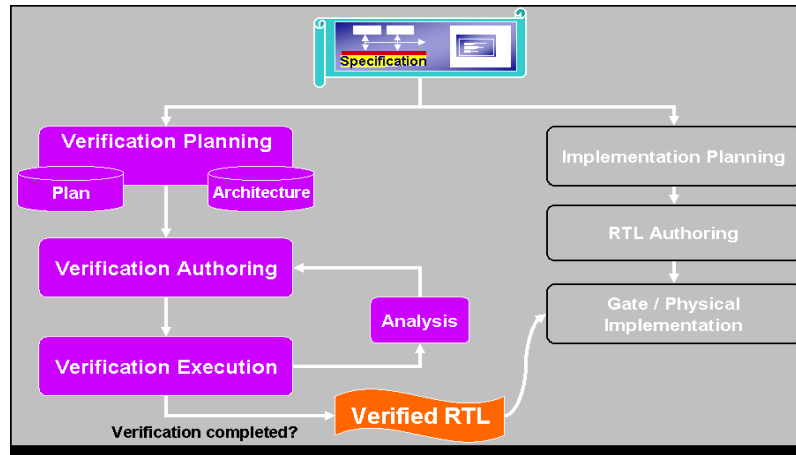 Specification
Verification Planning
Plan
Architecture
Verification Authoring
Analysis
Verification Execution
Verification completed?
Verified RTL
Implementation Planning
RTL Authoring
Gate / Physical
Implementation